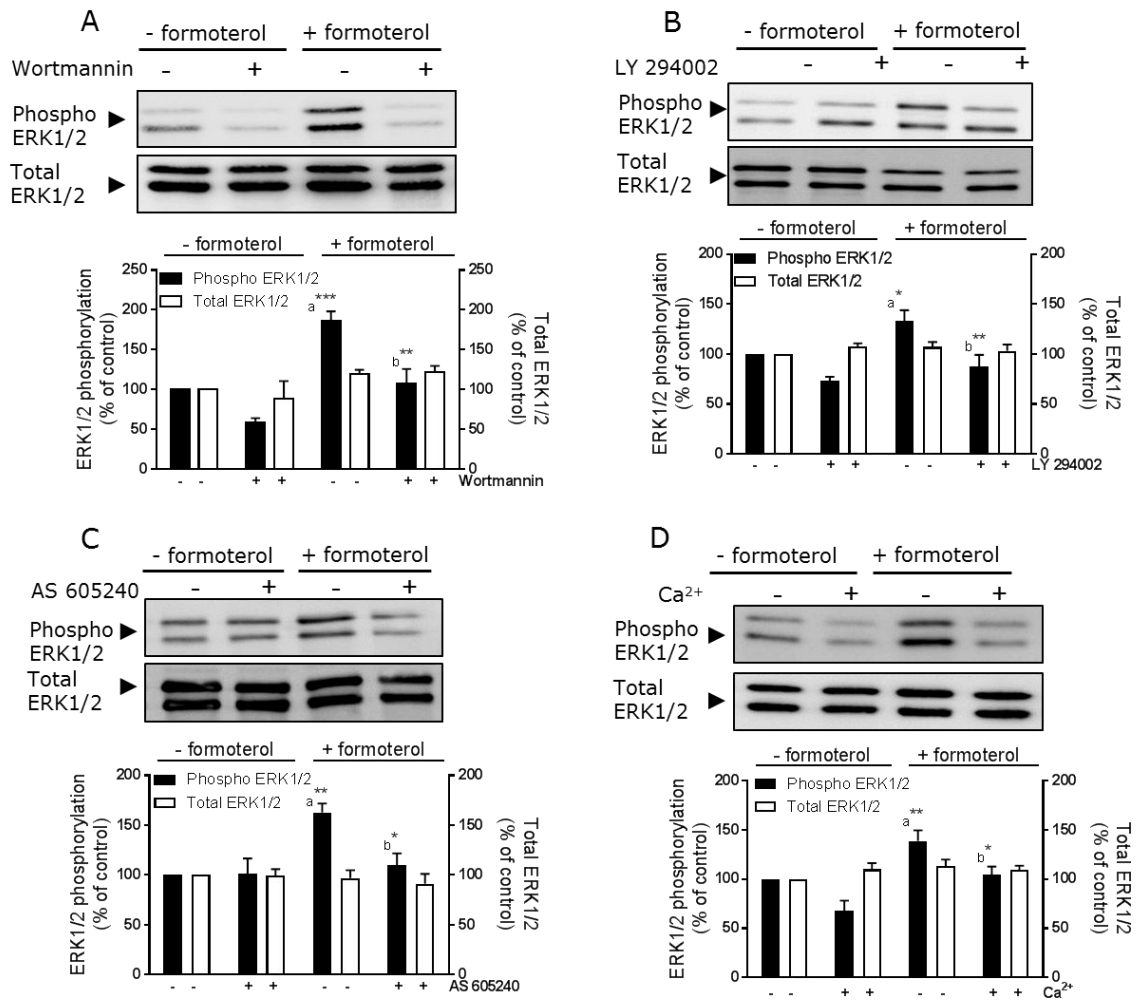 A
- formoterol + formoterol
Wortmannin - + - +
Phospho
ERK1/2
Total
ERK1/2
- formoterol + formoterol
250 250
200 200
150 150
100 100
50 50
0 0
ERK1/2 phosphorylation
(% of control)
Total ERK1/2
(% of control)
Phospho ERK1/2
Total ERK1/2
a ***
b **
- - + + - - + + Wortmannin
B
- formoterol + formoterol
LY 294002 - + - +
Phospho
ERK1/2
Total
ERK1/2
- formoterol + formoterol
200 200
150 150
100 100
50 50
0 0
ERK1/2 phosphorylation
(% of control)
Total ERK1/2
(% of control)
Phospho ERK1/2
Total ERK1/2
a *
b **
- - + + - - + + LY 294002
C
- formoterol + formoterol
AS 605240 - + - +
Phospho
ERK1/2
Total
ERK1/2
- formoterol + formoterol
200 200
150 150
100 100
50 50
0 0
ERK1/2 phosphorylation
(% of control)
Total ERK1/2
(% of control)
Phospho ERK1/2
Total ERK1/2
a **
b *
- - + + - - + + AS 605240
D
- formoterol + formoterol
Ca²⁺ - + - +
Phospho
ERK1/2
Total
ERK1/2
- formoterol + formoterol
200 200
150 150
100 100
50 50
0 0
ERK1/2 phosphorylation
(% of control)
Total ERK1/2
(% of control)
Phospho ERK1/2
Total ERK1/2
a **
b *
- - + + - - + + Ca²⁺